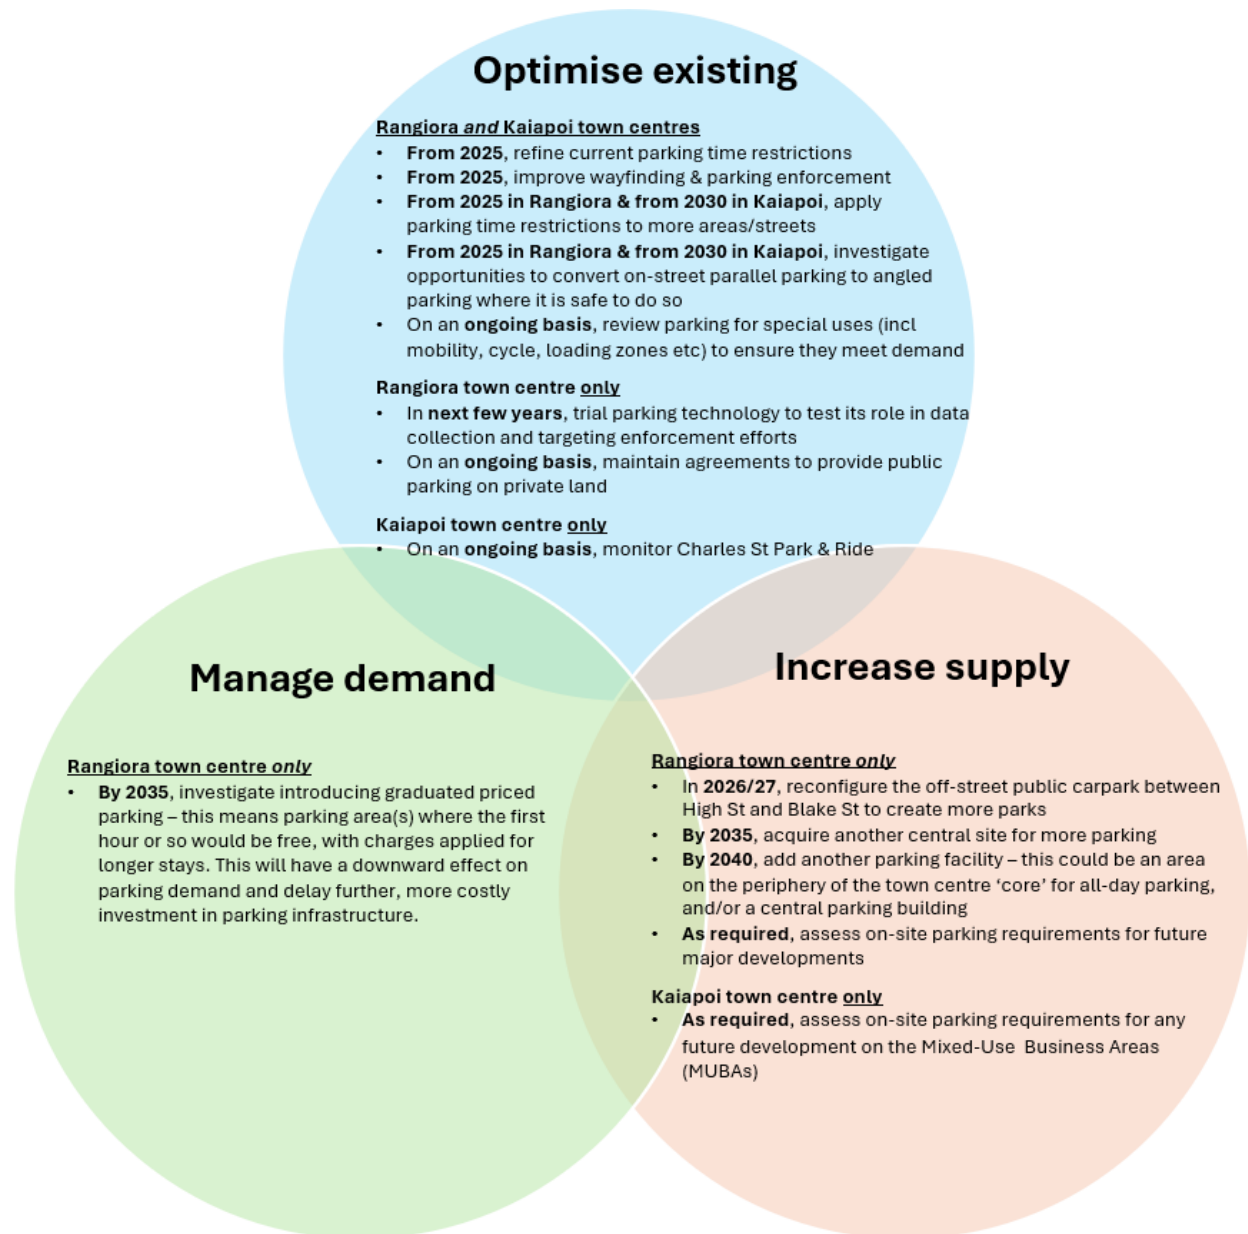 Optimise existing
Rangiora and Kaiapoi town centres
• From 2025, refine current parking time restrictions
• From 2025, improve wayfinding & parking enforcement
• From 2025 in Rangiora & from 2030 in Kaiapoi, apply
parking time restrictions to more areas/streets
• From 2025 in Rangiora & from 2030 in Kaiapoi, investigate
opportunities to convert on-street parallel parking to angled
parking where it is safe to do so
• On an ongoing basis, review parking for special uses (incl
mobility, cycle, loading zones etc) to ensure they meet demand
Rangiora town centre only
• In next few years, trial parking technology to test its role in data
collection and targeting enforcement efforts
• On an ongoing basis, maintain agreements to provide public
parking on private land
Kaiapoi town centre only
• On an ongoing basis, monitor Charles St Park & Ride
Manage demand
Rangiora town centre only
• By 2035, investigate introducing graduated priced
parking – this means parking area(s) where the first
hour or so would be free, with charges applied for
longer stays. This will have a downward effect on
parking demand and delay further, more costly
investment in parking infrastructure.
Increase supply
Rangiora town centre only
• In 2026/27, reconfigure the off-street public carpark between
High St and Blake St to create more parks
• By 2035, acquire another central site for more parking
• By 2040, add another parking facility – this could be an area
on the periphery of the town centre ‘core’ for all-day parking,
and/or a central parking building
• As required, assess on-site parking requirements for future
major developments
Kaiapoi town centre only
• As required, assess on-site parking requirements for any
future development on the Mixed-Use Business Areas
(MUBAs)